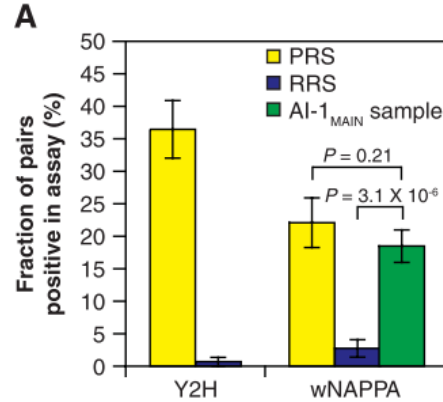 A
Fraction of pairs
positive in assay (%)
50
45
40
35
30
25
20
15
10
5
0
PRS
RRS
AI-1MAIN sample
P = 0.21
P = 3.1 X 10-6
Y2H
wNAPPA